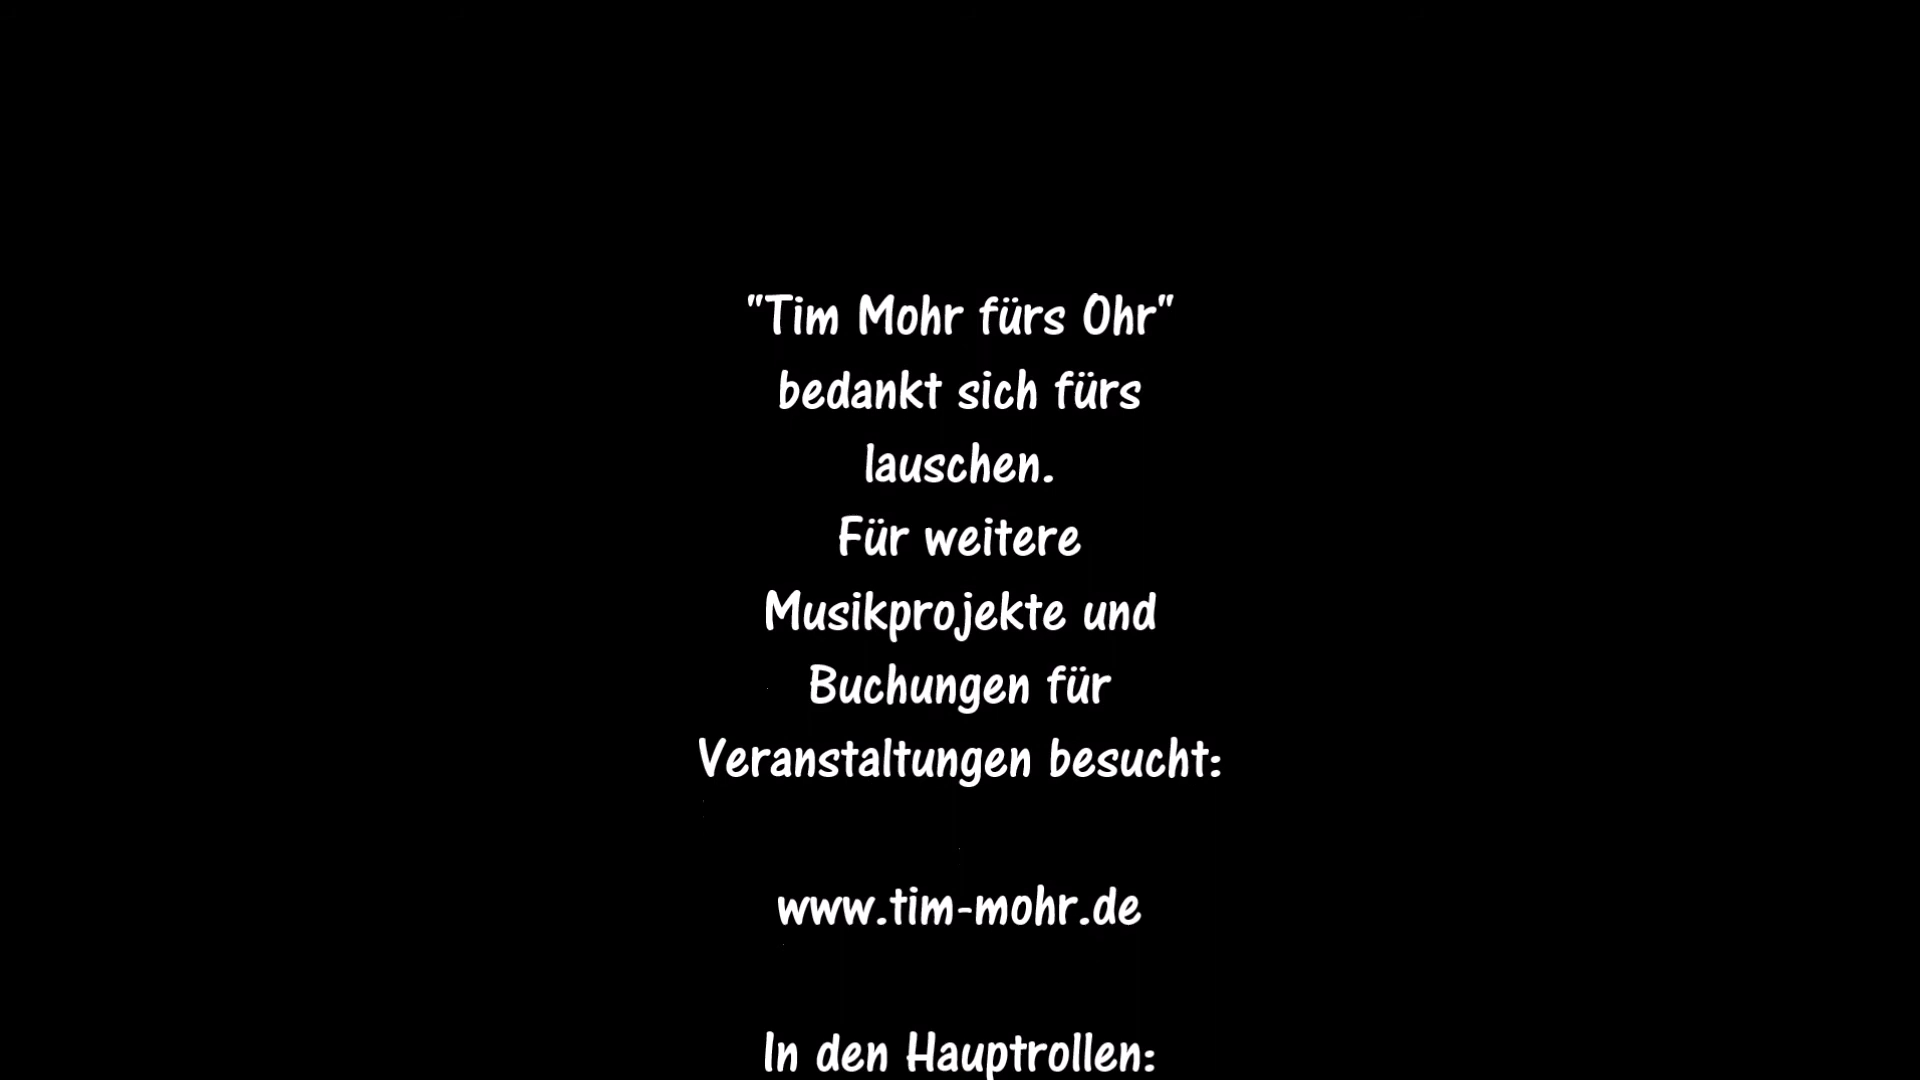 "Tim Mohr fürs Ohr"
bedankt sich fürs
lauschen.
Für weitere
Musikprojekte und
Buchungen für
Veranstaltungen besucht:
www.tim-mohr.de
In den Hauptrollen: